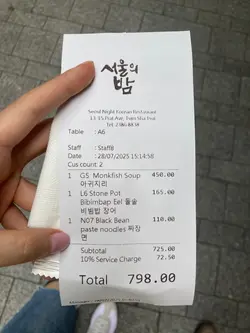 서울의
밤
Seoul Night Korean Restaurant
Table : A6
Staff : StaffB
Date : 28/07/2025 15:14:58
Cus count: 2
1 G5 Monkfish Soup 450.00
아귀지리
1 L6 Stone Pot 165.00
Bibimbap Eel 돌솥
비빔밥 장어
1 N07 Black Bean 110.00
paste noodles 짜장
면
Subtotal 725.00
10% Service Charge 72.50
Total 798.00